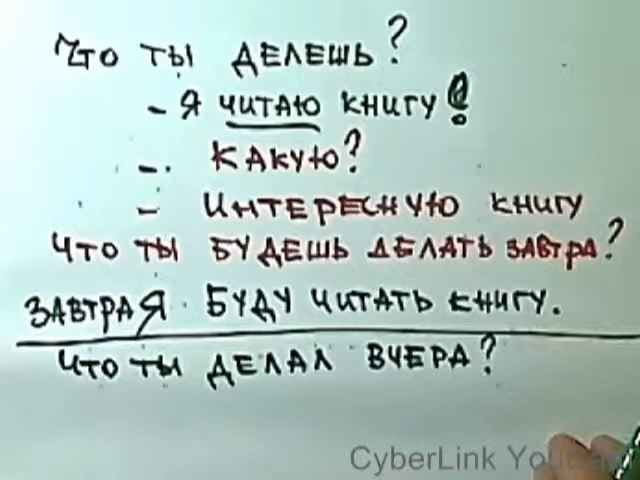 Что ты делешь?
- Я читаю книгу!
- Какую?
- Интересную книгу
Что ты будешь делать завтра?
Завтра я буду читать книгу.
Что ты делал вчера?
CyberLink